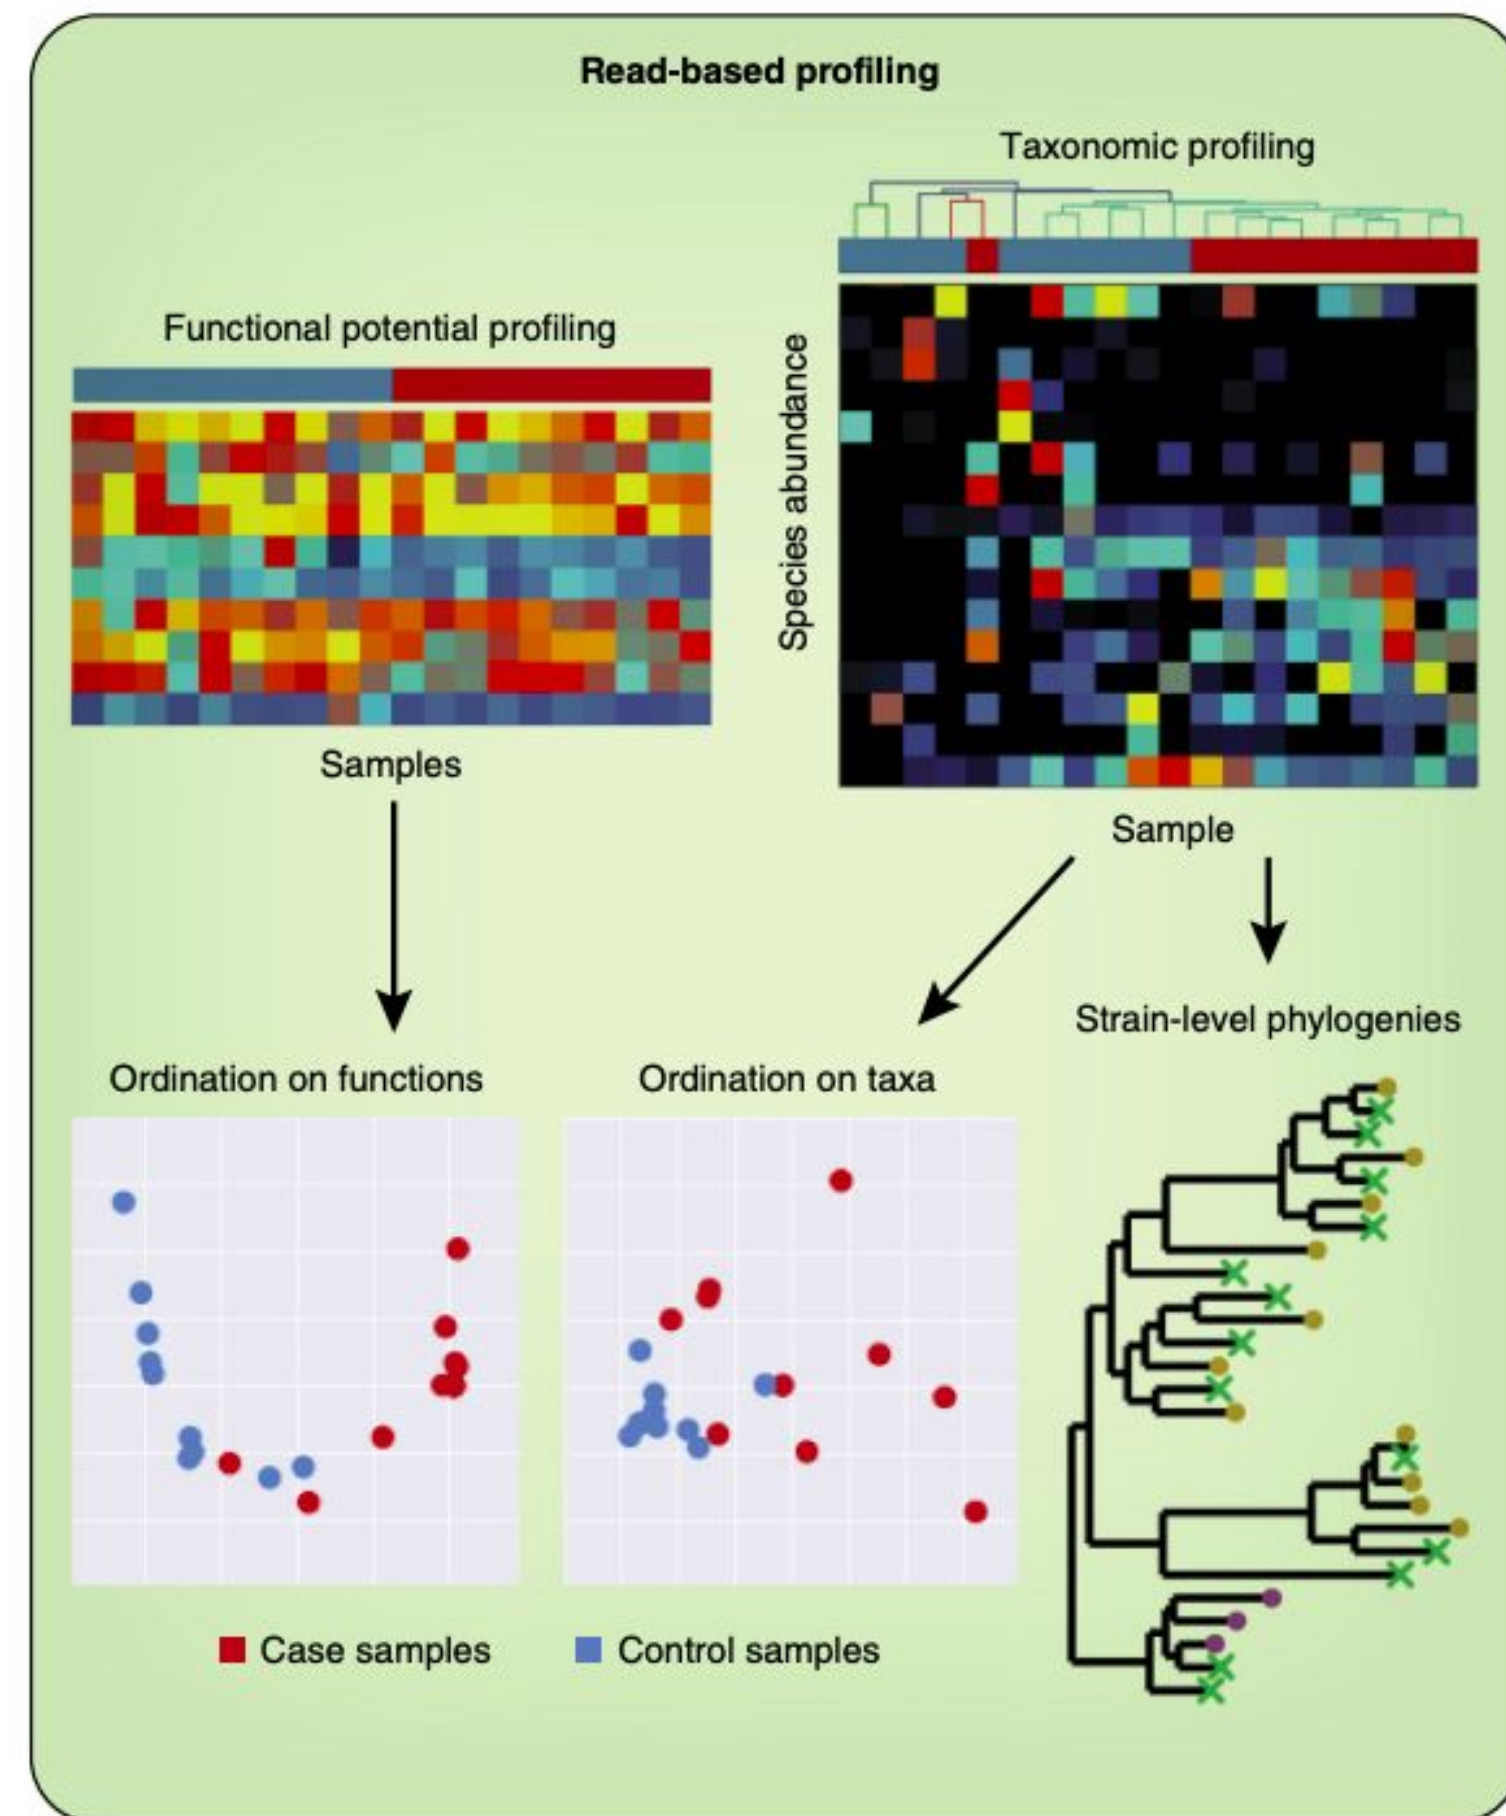 Read-based profiling
Taxonomic profiling
Functional potential profiling
Species abundance
Samples
Sample
Strain-level phylogenies
Ordination on functions
Ordination on taxa
Case samples
Control samples